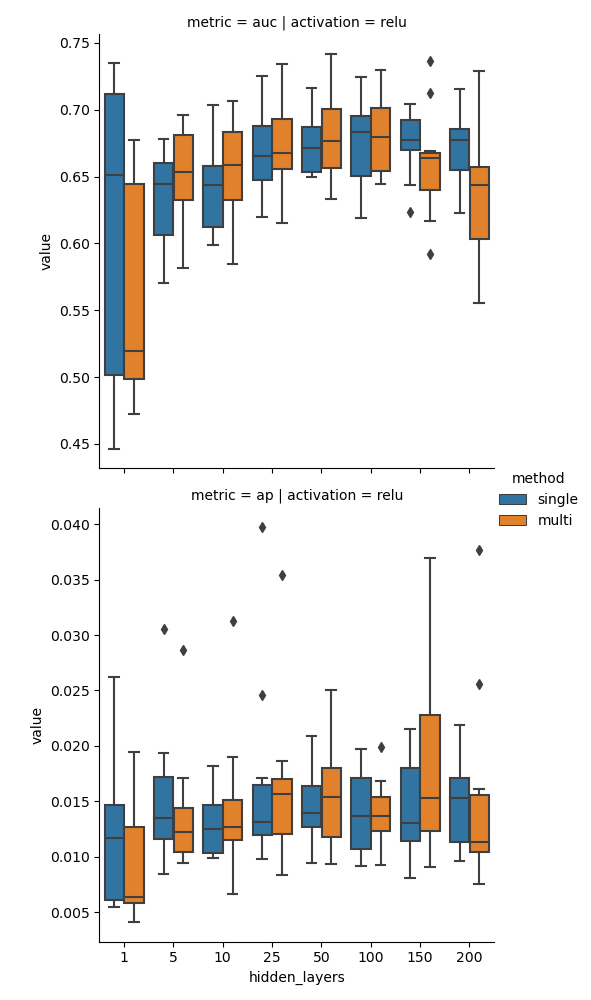 metric = auc | activation = relu
0.75
0.70
0.65
0.60
0.55
0.50
0.45
value
metric = ap | activation = relu
method
single
multi
0.040
0.035
0.030
0.025
0.020
0.015
0.010
0.005
value
1 5 10 25 50 100 150 200
hidden_layers